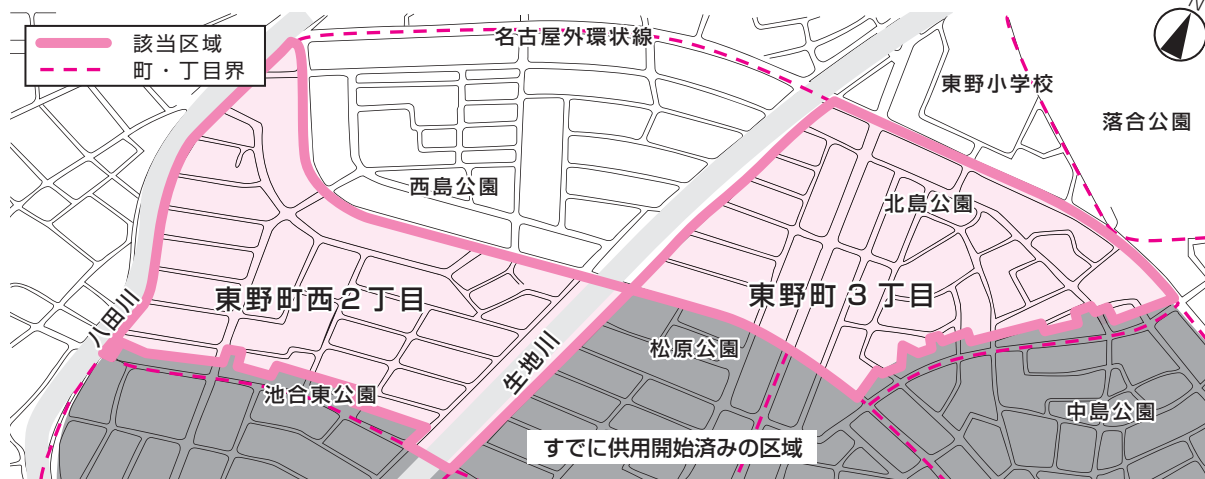 該当区域
町・丁目界
名古屋外環状線
N
東野小学校
落合公園
西島公園
北島公園
東野町西2丁目
東野町3丁目
八田川
生地川
松原公園
池合東公園
中島公園
すでに供用開始済みの区域